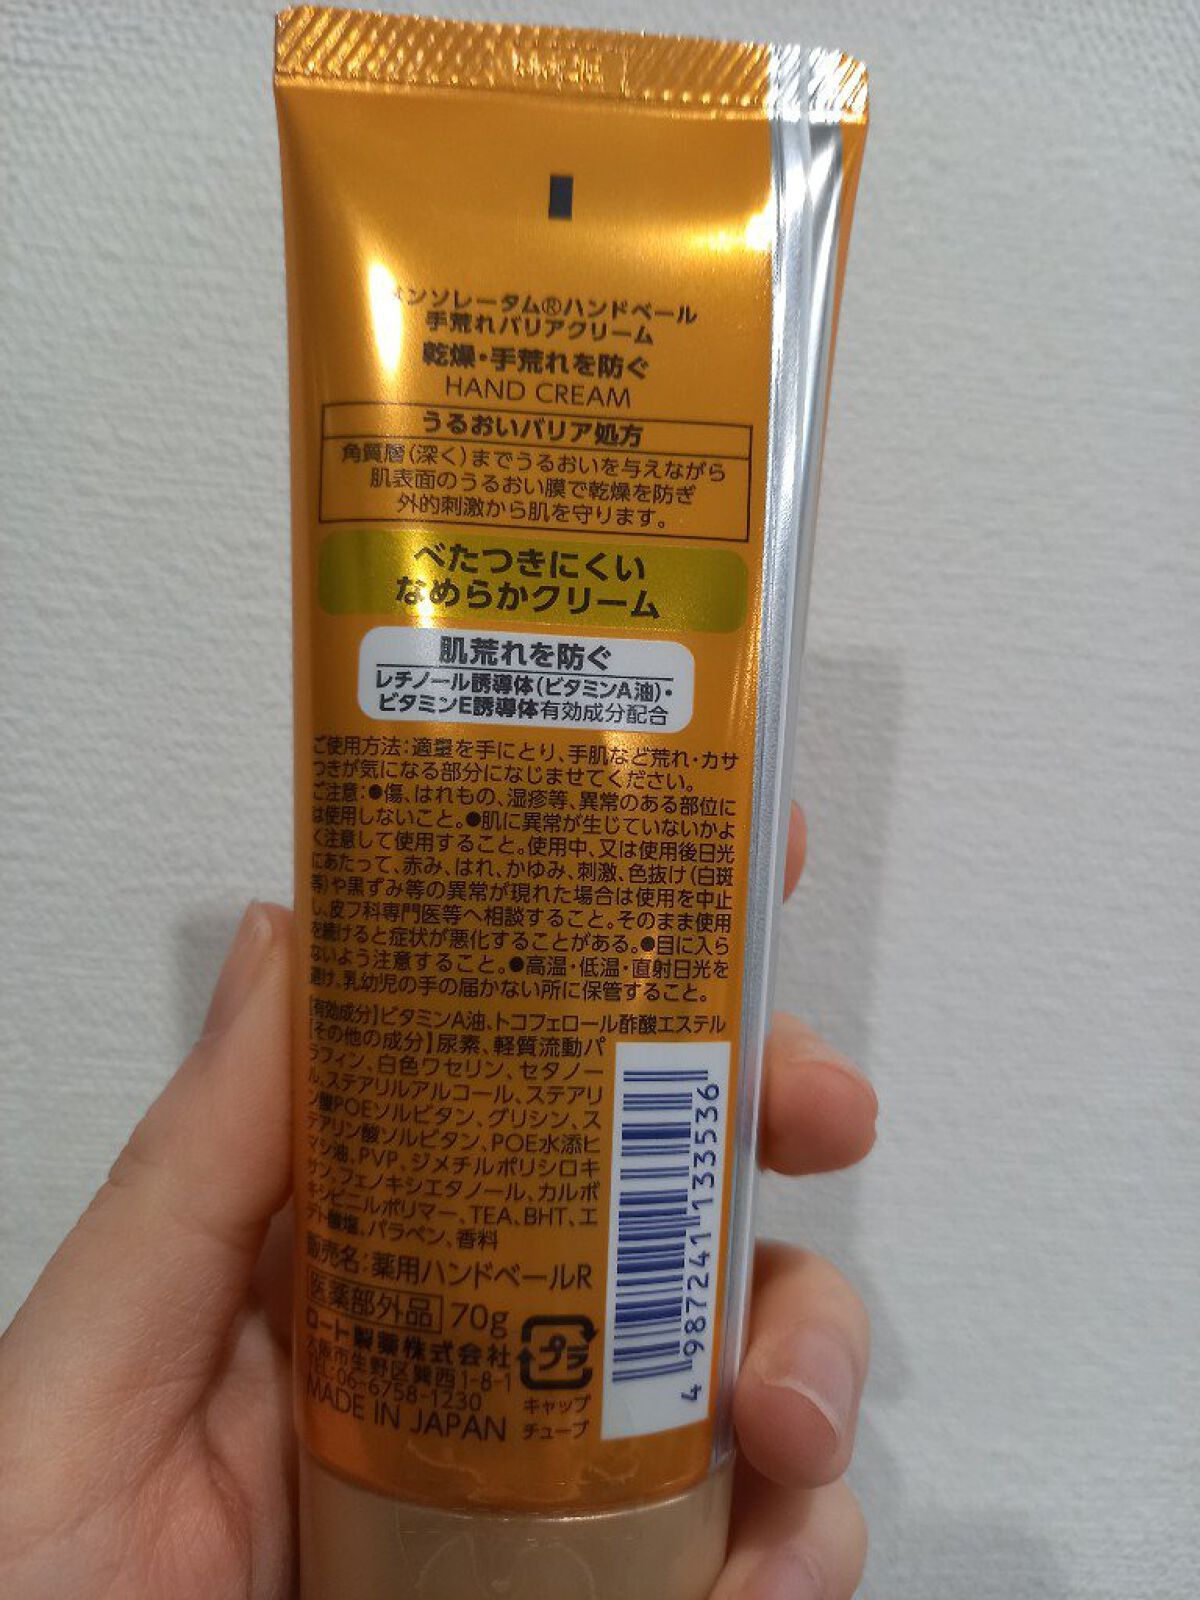 ンソレータム®ハンドベール
手荒れバリアクリーム
乾燥・手荒れを防ぐ
HAND CREAM
うるおいバリア処方
角質層(深く)までうるおいを与えながら
肌表面のうるおい膜で乾燥を防ぎ
外的刺激から肌を守ります。
べたつきにくい
なめらかクリーム
肌荒れを防ぐ
レチノール誘導体(ビタミンA油)・
ビタミンE誘導体有効成分配合
ご使用方法:適量を手にとり、手肌など荒れ・カサ
つきが気になる部分になじませてください。
ご注意:●傷、はれもの、湿疹等、異常のある部位に
は使用しないこと。●肌に異常が生じていないかよ
く注意して使用すること。使用中、又は使用後日光
にあたって、赤み、はれ、かゆみ、刺激、色抜け(白斑
等)や黒ずみ等の異常が現れた場合は使用を中止
し、皮フ科専門医等へ相談すること。そのまま使用
を続けると症状が悪化することがある。●目に入ら
ないよう注意すること。●高温・低温・直射日光を
避け、乳幼児の手の届かない所に保管すること。
[有効成分]ビタミンA油、トコフェロール酢酸エステル
[その他の成分]尿素、軽質流動パ
ラフィン、白色ワセリン、セタノー
ル、ステアリルアルコール、ステアリ
ン酸POEソルビタン、グリシン、ス
テアリン酸ソルビタン、POE水添ヒ
マシ油、PVP、ジメチルポリシロキ
サン、フェノキシエタノール、カルボ
キシビニルポリマー、TEA、BHT、エ
デト酸塩、パラベン、香料
販売名:薬用ハンドベールR
医薬部外品 70g
ロート製薬株式会社
大阪市生野区巽西1-8-1
TEL:06-6758-1230
MADE IN JAPAN
プラ
キャップ
チューブ
4987241133536